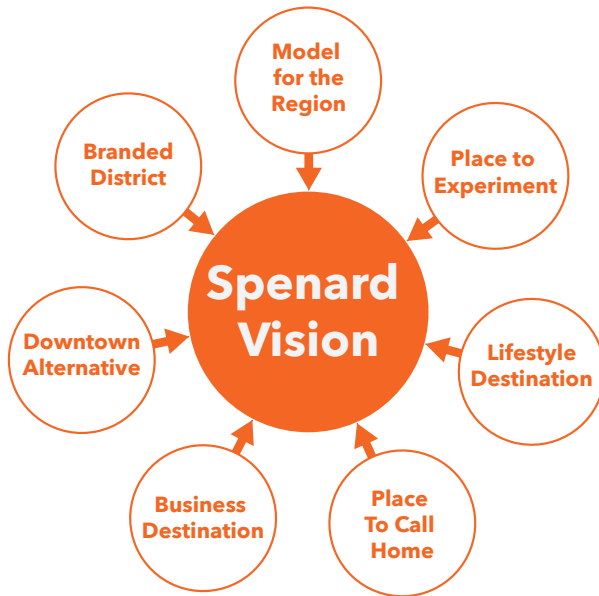 Model
for the
Region
Branded
District
Place to
Experiment
Spenard
Vision
Downtown
Alternative
Lifestyle
Destination
Business
Destination
Place
To Call
Home